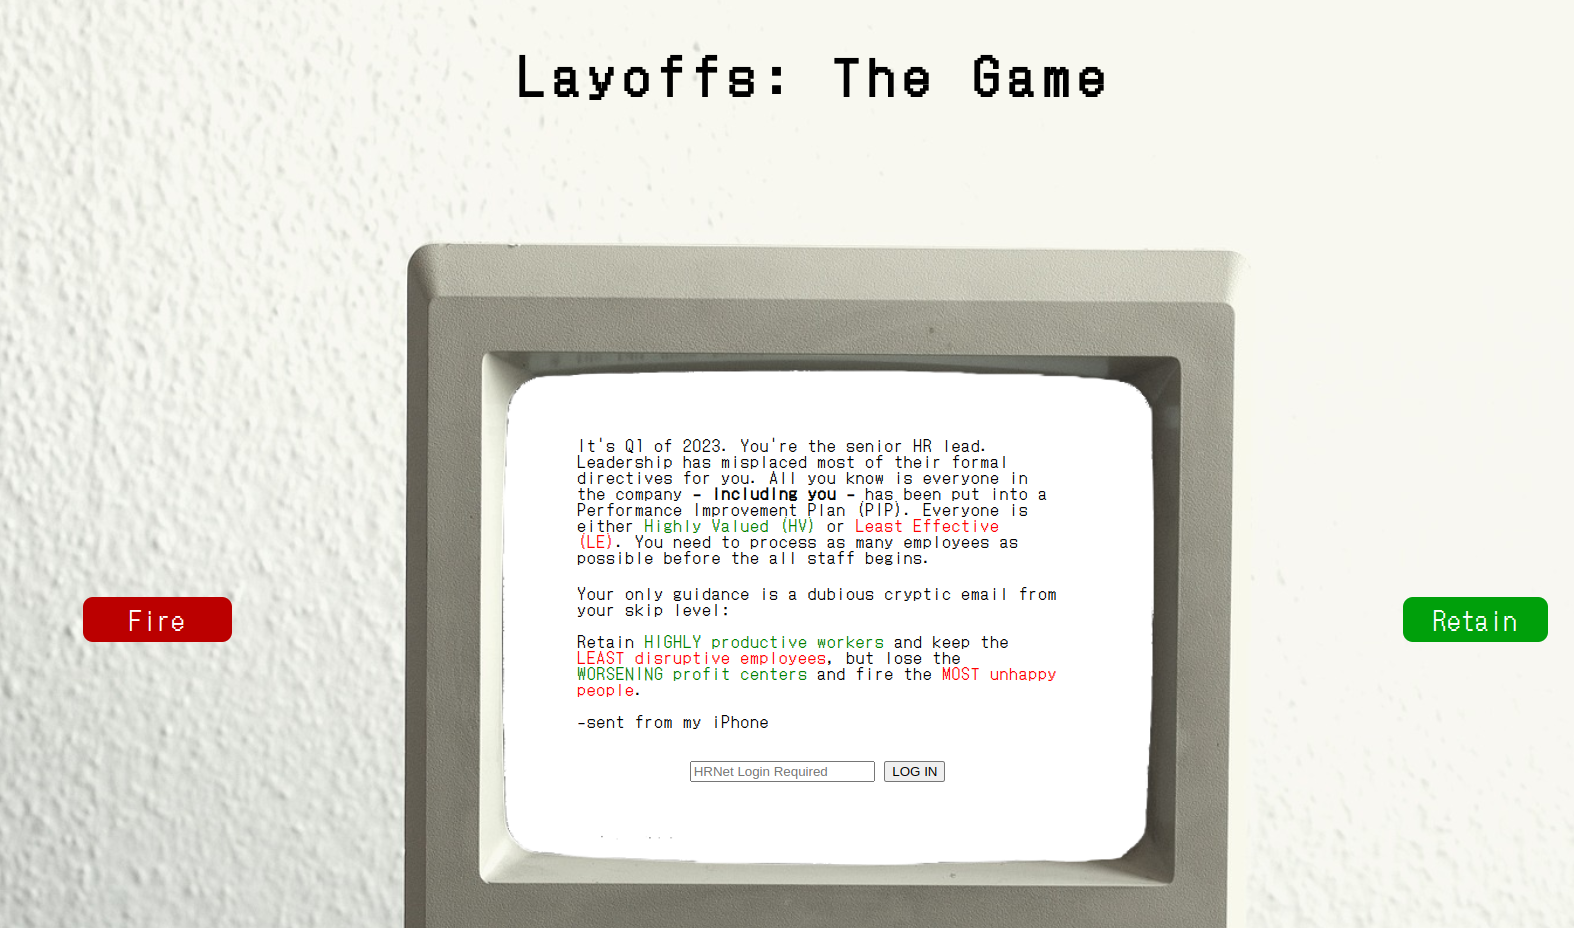 Layoffs: The Game
It's Q1 of 2023. You're the senior HR lead.
Leadership has misplaced most of their formal
directives for you. All you know is everyone in
the company - including you - has been put into a
Performance Improvement Plan (PIP). Everyone is
either Highly Valued (HV) or Least Effective
(LE). You need to process as many employees as
possible before the all staff begins.
Your only guidance is a dubious cryptic email from
your skip level:
Fire
Retain
Retain HIGHLY productive workers and keep the
LEAST disruptive employees, but lose the
WORSENING profit centers and fire the MOST unhappy
people.
-sent from my iPhone
HRNet Login Required LOG IN